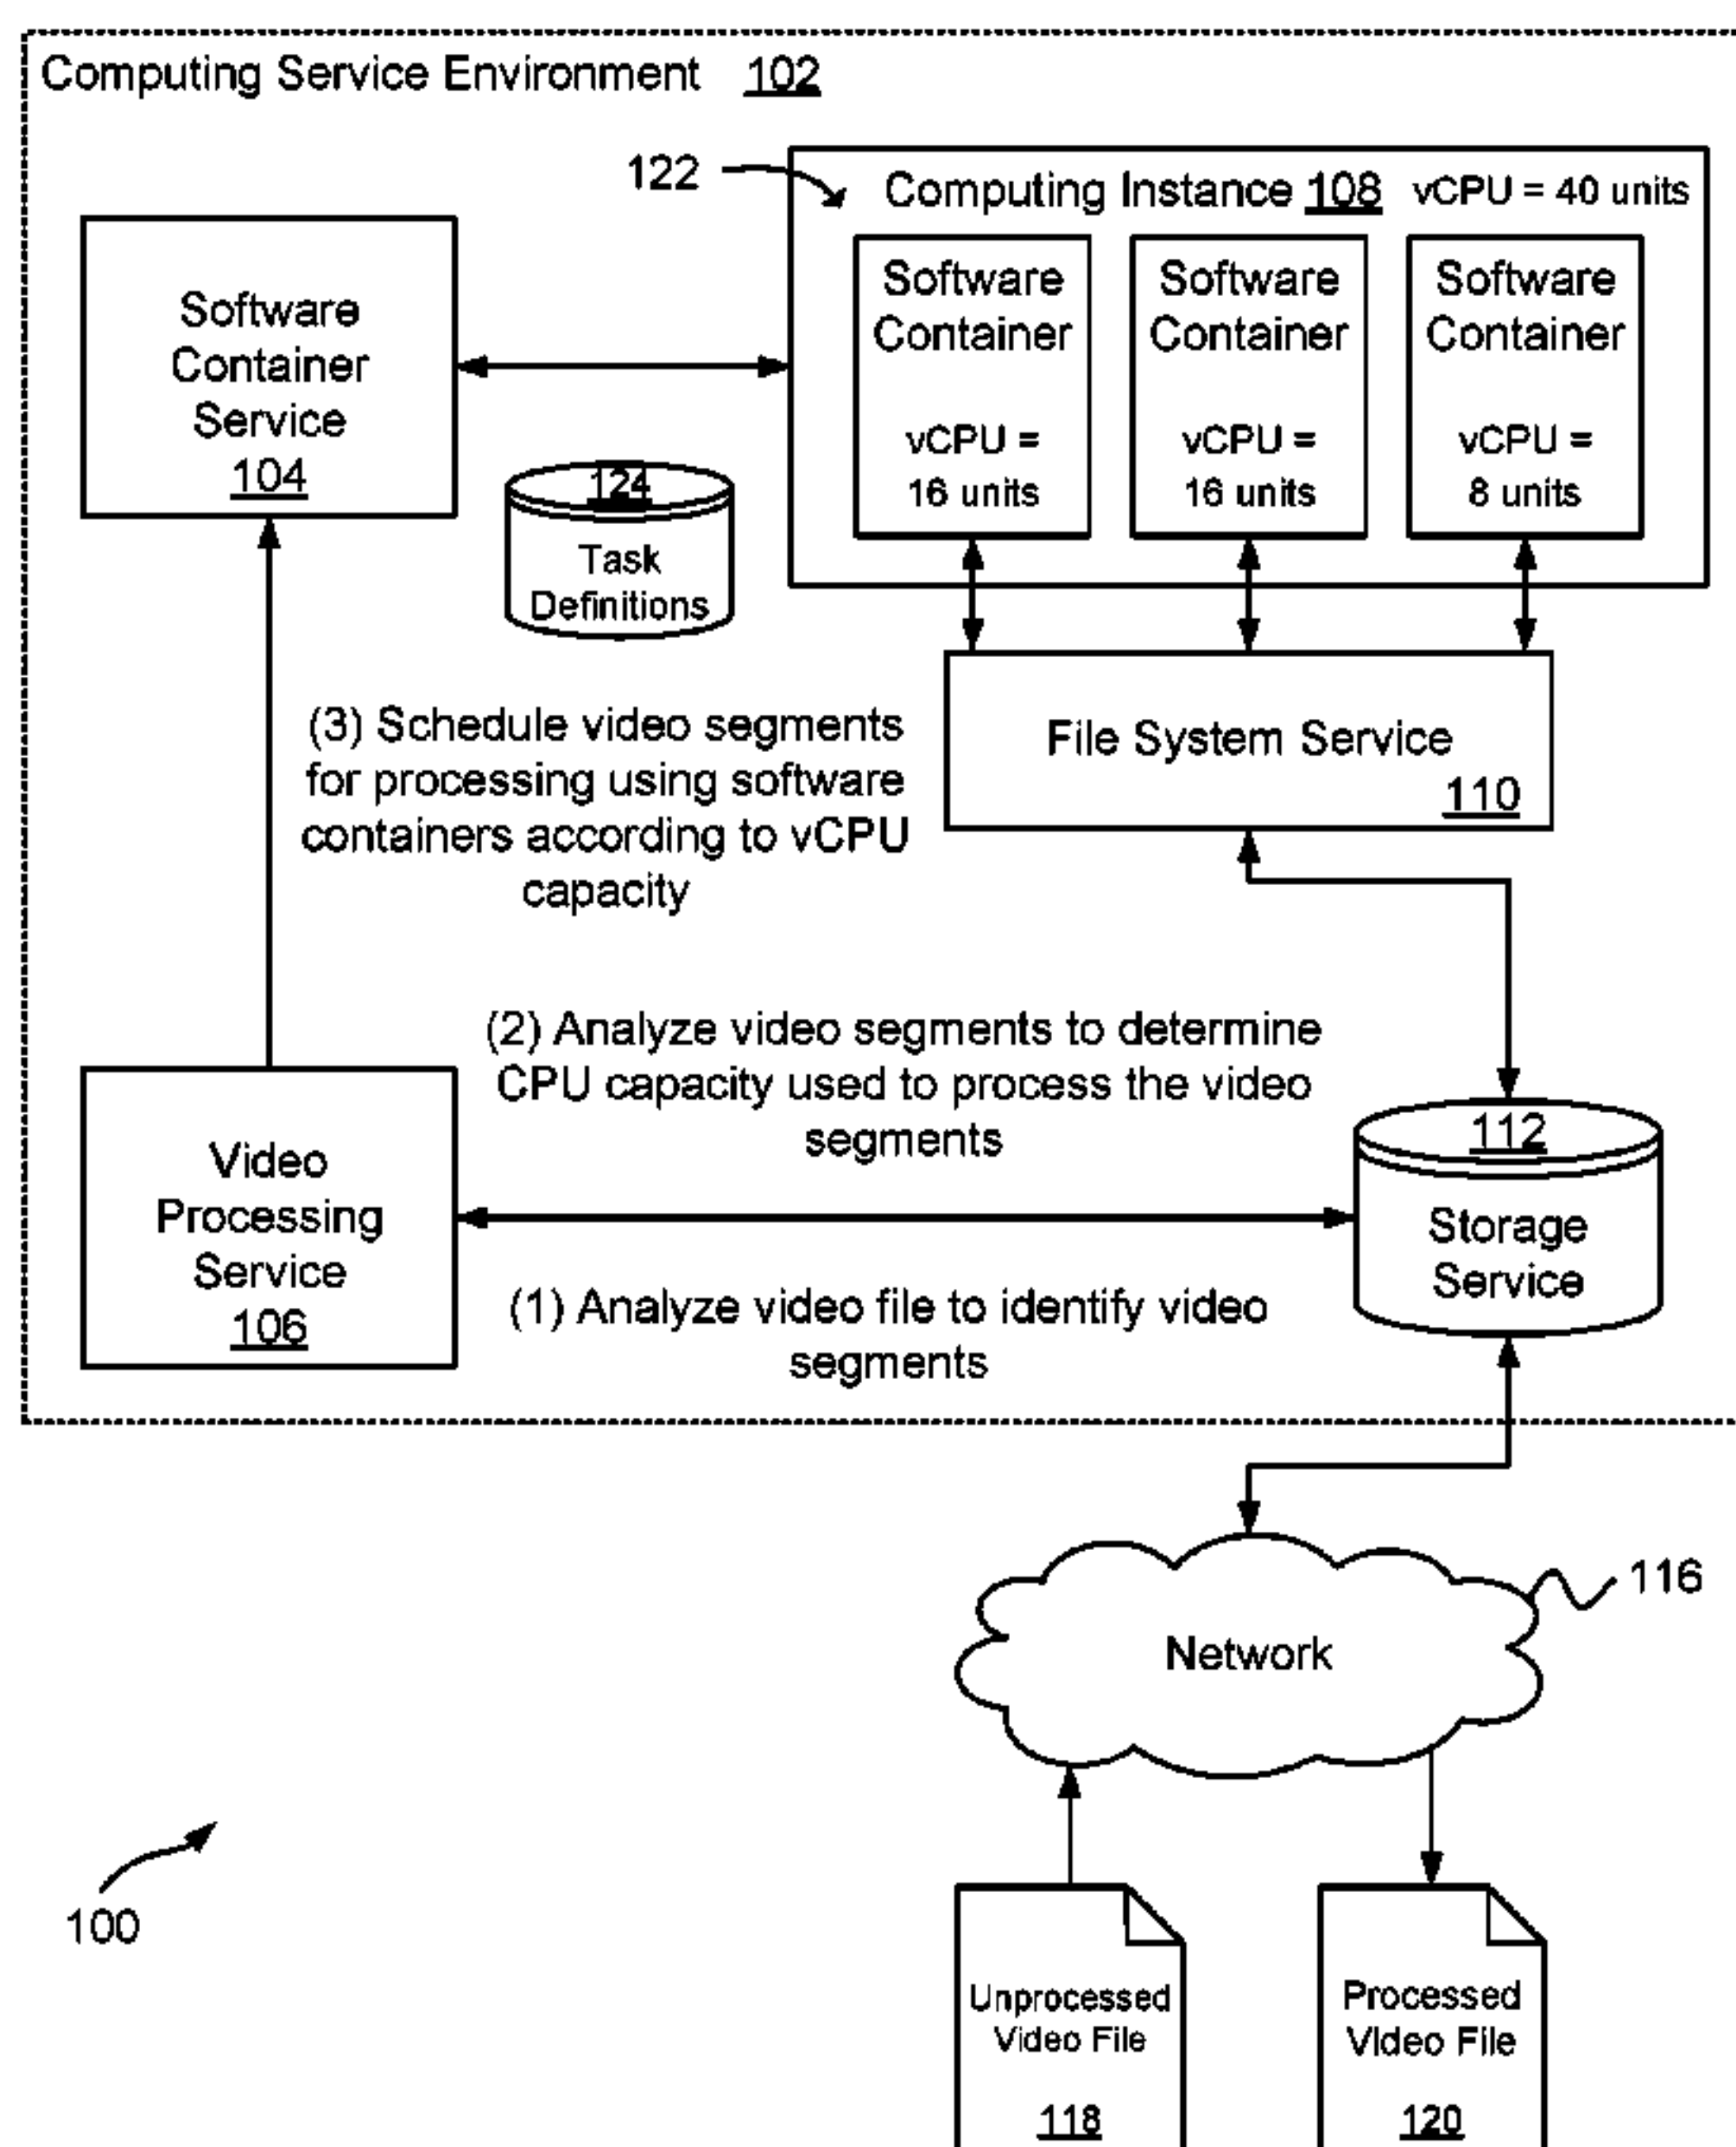 Computing Service Environment 102
122
Computing Instance 108 vCPU = 40 units
Software
Container
vCPU =
16 units
Software
Container
vCPU =
16 units
Software
Container
vCPU =
8 units
Software
Container
Service
104
124
Task
Definitions
File System Service
110
(3) Schedule video segments
for processing using software
containers according to vCPU
capacity
(2) Analyze video segments to determine
CPU capacity used to process the video
segments
Video
Processing
Service
106
112
Storage
Service
(1) Analyze video file to identify video
segments
116
Network
100
Unprocessed
Video File
118
Processed
Video File
120